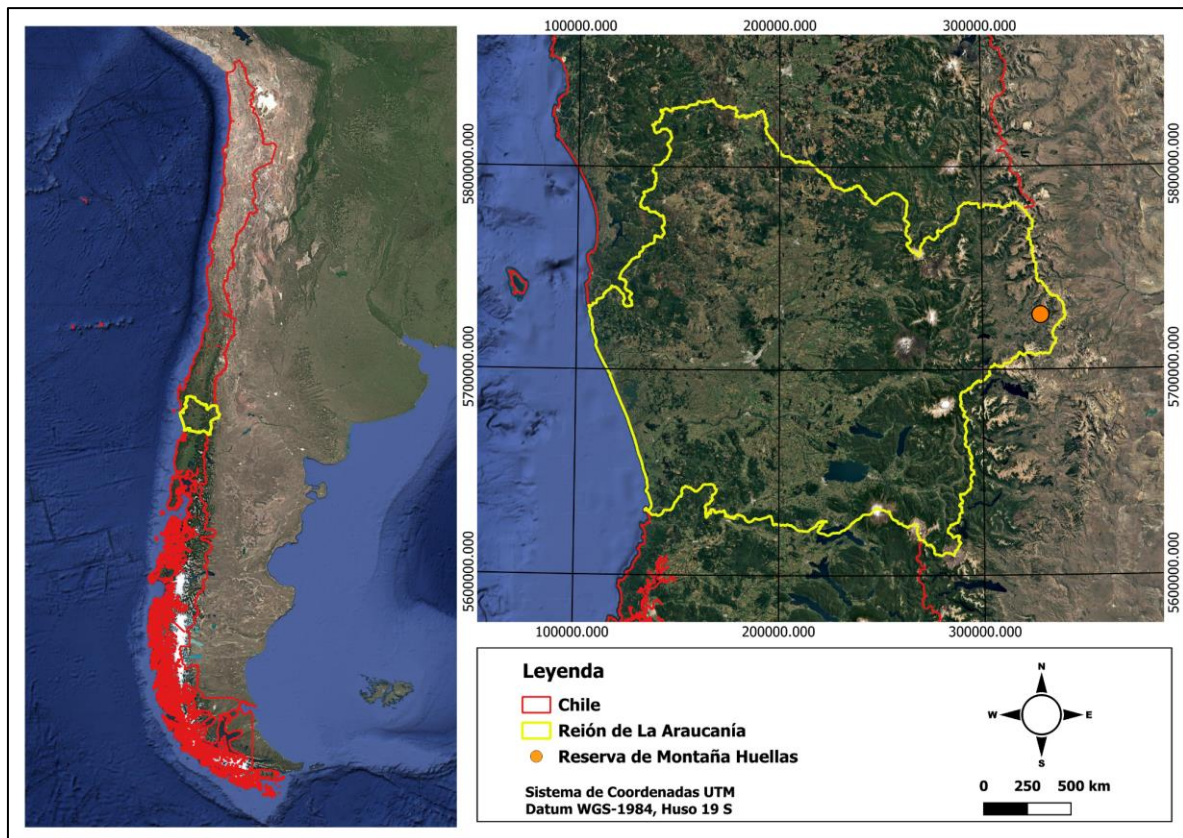 100000.000 200000.000 300000.000
5800000.000 5800000.000
5700000.000 5700000.000
5600000.000 5600000.000
100000.000 200000.000 300000.000
Leyenda
Chile
Reión de La Araucanía
Reserva de Montaña Huellas
Sistema de Coordenadas UTM
Datum WGS-1984, Huso 19 S
N
W E
S
0 250 500 km